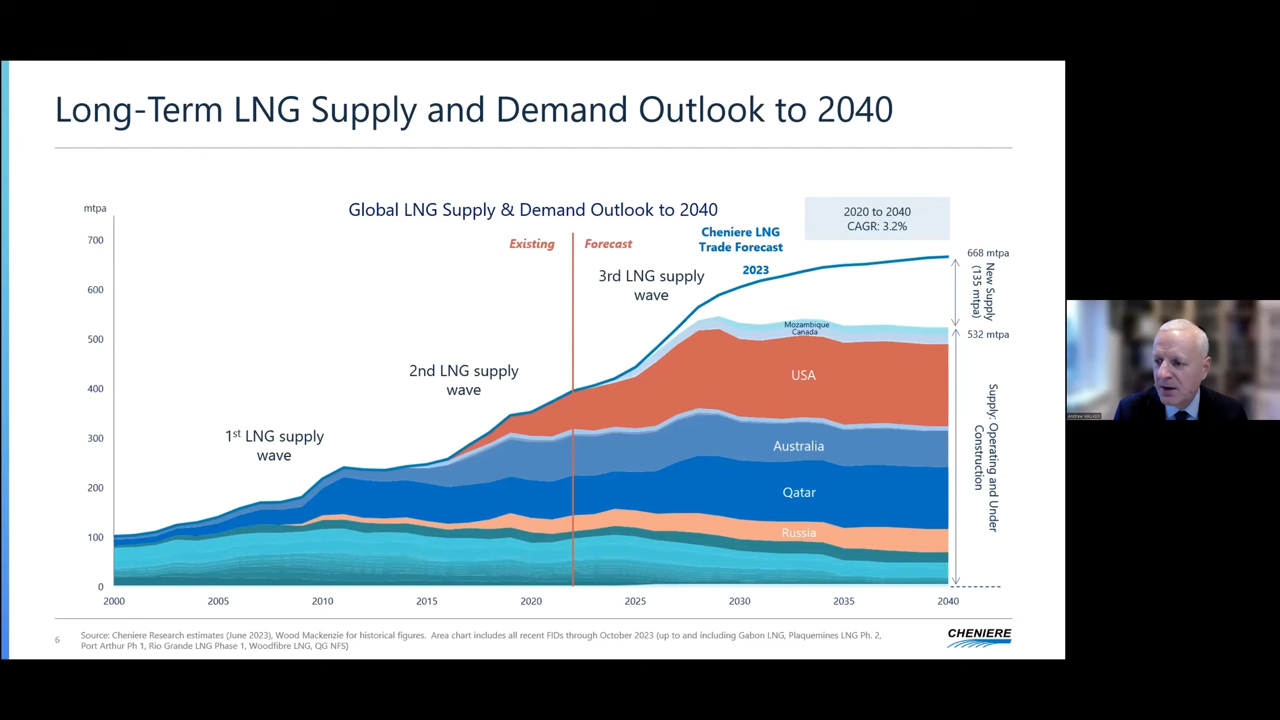 Long-Term LNG Supply and Demand Outlook to 2040
Global LNG Supply & Demand Outlook to 2040
mtpa
2020 to 2040
CAGR: 3.2%
Existing
Forecast
Cheniere LNG
Trade Forecast
2023
700
600
500
400
300
200
100
0
1st LNG supply
wave
2nd LNG supply
wave
3rd LNG supply
wave
Mozambique
Canada
USA
Australia
Qatar
Russia
668 mtpa
New Supply
(135 mtpa)
532 mtpa
Supply: Operating and Under
Construction
2000
2005
2010
2015
2020
2025
2030
2035
2040
6
Source: Cheniere Research estimates (June 2023), Wood Mackenzie for historical figures. Area chart includes all recent FIDs through October 2023 (up to and including Gabon LNG, Plaquemines LNG Ph. 2,
Port Arthur Ph 1, Rio Grande LNG Phase 1, Woodfibre LNG, QG NFS)
CHENIERE
Andrew WALKER